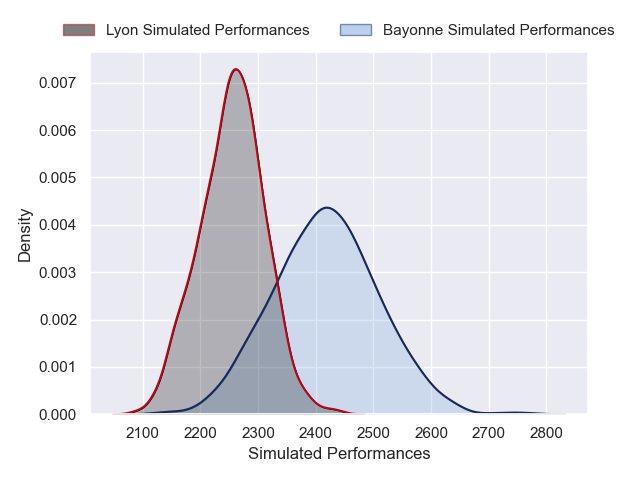 Lyon Simulated Performances
Bayonne Simulated Performances
0.007
0.006
0.005
0.004
0.003
0.002
0.001
0.000
Density
2100 2200 2300 2400 2500 2600 2700 2800
Simulated Performances